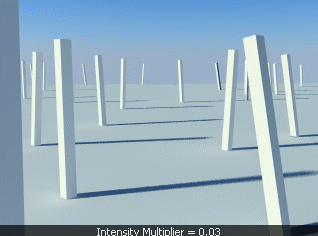 Intensity Multiplier = 0.03